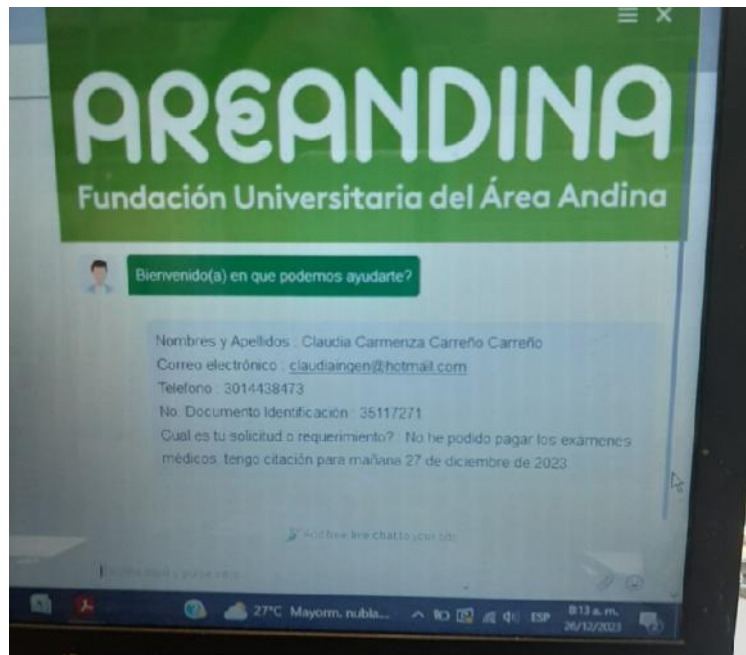 AREANDINA
Fundación Universitaria del Área Andina
Bienvenido(a) en que podemos ayudarte?
Nombres y Apellidos : Claudia Carmenza Carreño Carreño
Correo electrónico : claudiaingen@hotmail.com
Telefono : 3014438473
No. Documento Identificación : 35117271
Cual es tu solicitud o requerimiento? : No he podido pagar los exámenes
médicos. tengo citación para mañana 27 de diciembre de 2023
Add free live chat to your site
27°C Mayorm. nubla... ESP 8:13 a. m.
26/12/2023